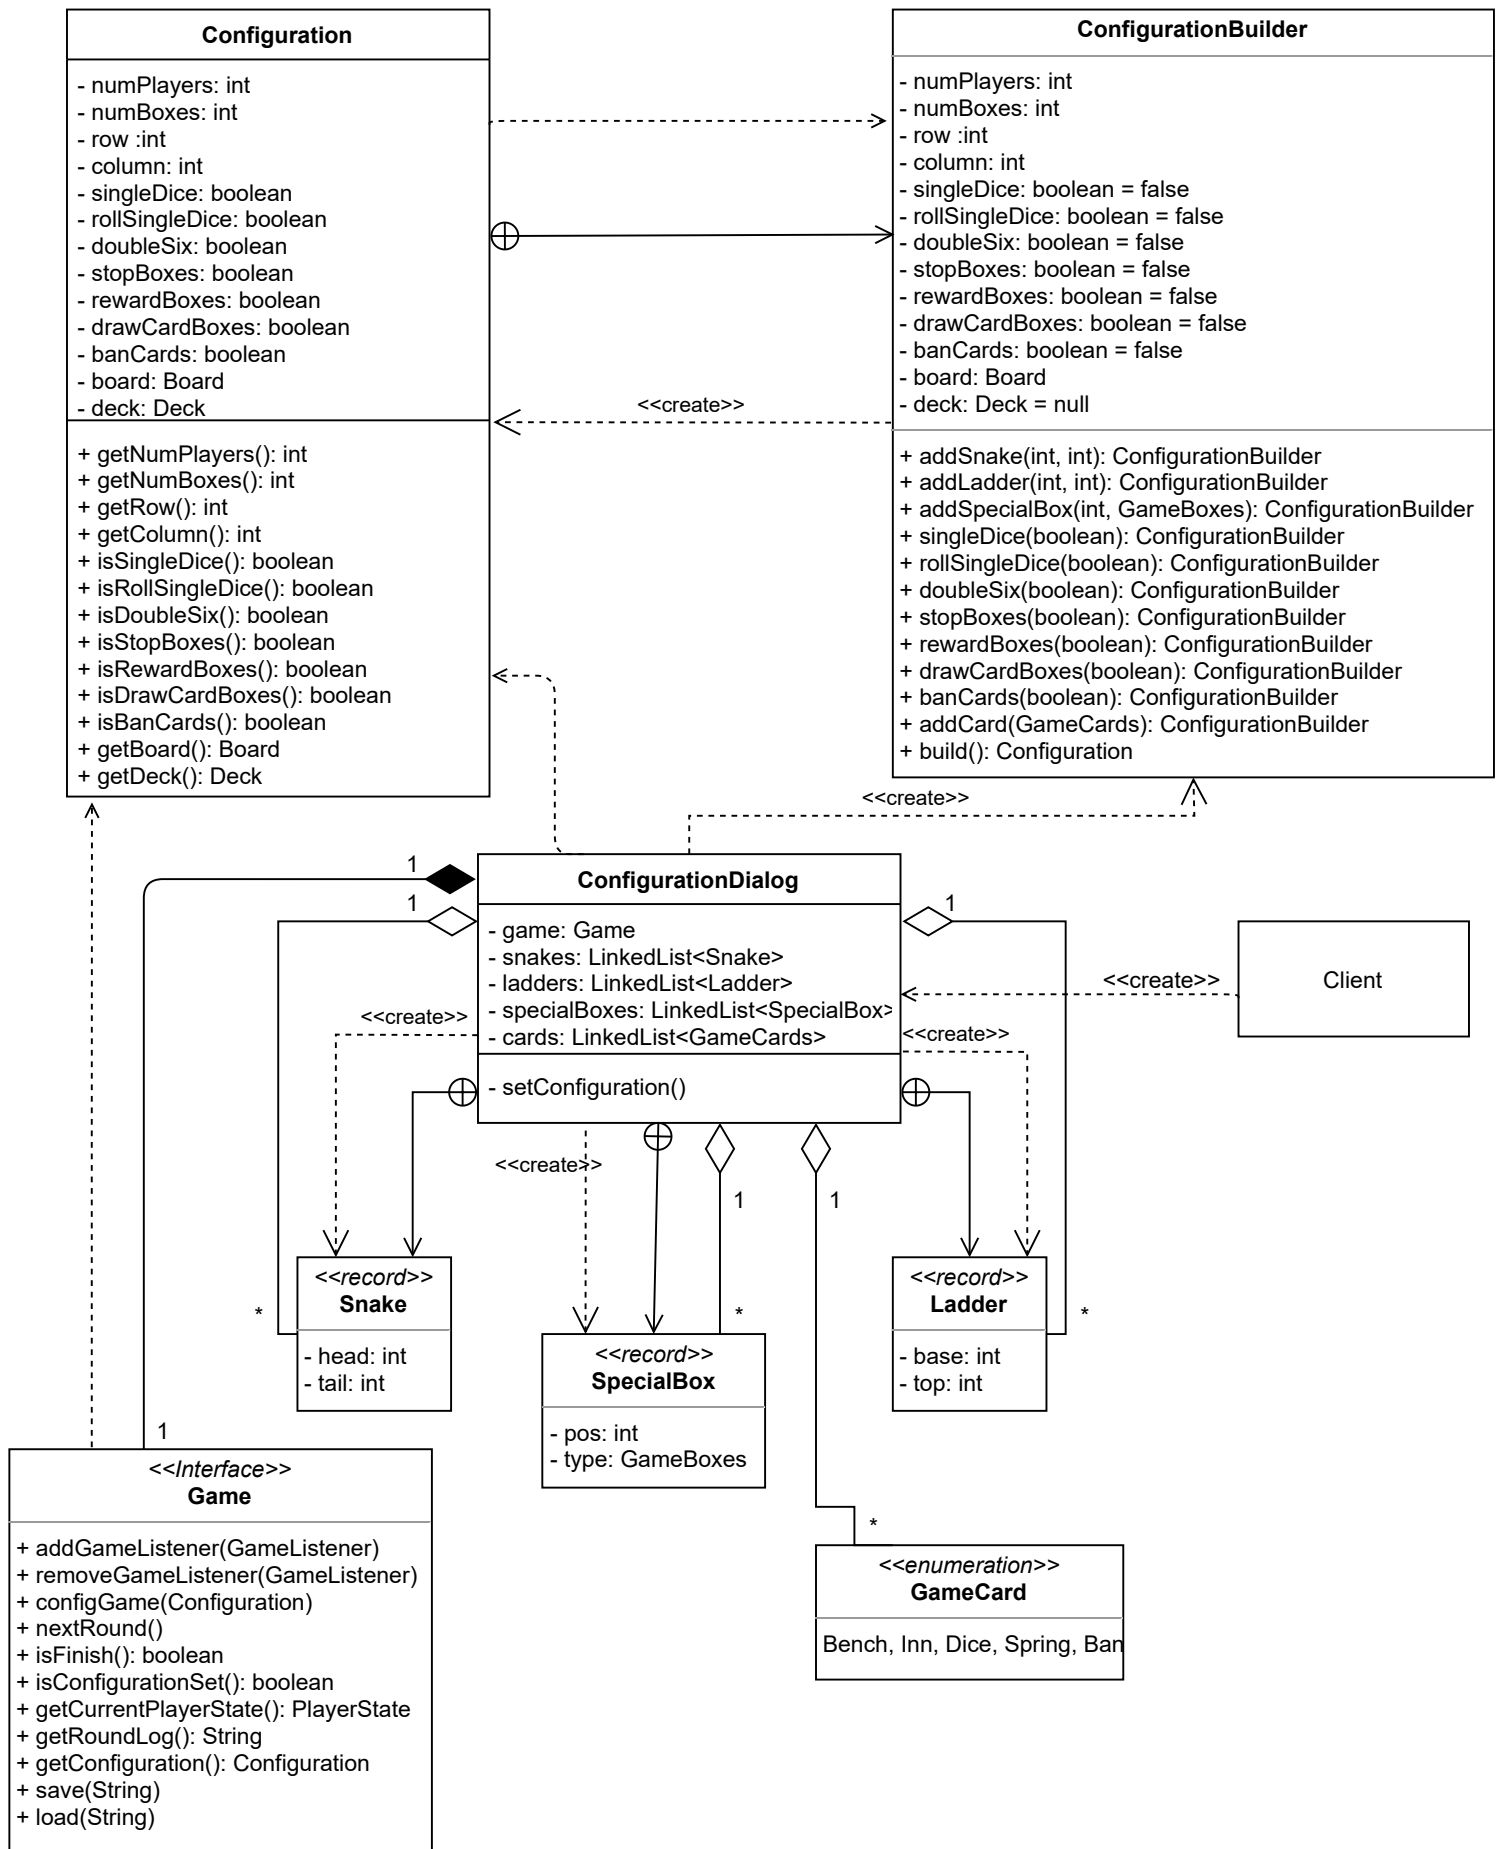 Configuration
- numPlayers: int
- numBoxes: int
- row :int
- column: int
- singleDice: boolean
- rollSingleDice: boolean
- doubleSix: boolean
- stopBoxes: boolean
- rewardBoxes: boolean
- drawCardBoxes: boolean
- banCards: boolean
- board: Board
- deck: Deck
+ getNumPlayers(): int
+ getNumBoxes(): int
+ getRow(): int
+ getColumn(): int
+ isSingleDice(): boolean
+ isRollSingleDice(): boolean
+ isDoubleSix(): boolean
+ isStopBoxes(): boolean
+ isRewardBoxes(): boolean
+ isDrawCardBoxes(): boolean
+ isBanCards(): boolean
+ getBoard(): Board
+ getDeck(): Deck
ConfigurationBuilder
- numPlayers: int
- numBoxes: int
- row :int
- column: int
- singleDice: boolean = false
- rollSingleDice: boolean = false
- doubleSix: boolean = false
- stopBoxes: boolean = false
- rewardBoxes: boolean = false
- drawCardBoxes: boolean = false
- banCards: boolean = false
- board: Board
- deck: Deck = null
+ addSnake(int, int): ConfigurationBuilder
+ addLadder(int, int): ConfigurationBuilder
+ addSpecialBox(int, GameBoxes): ConfigurationBuilder
+ singleDice(boolean): ConfigurationBuilder
+ rollSingleDice(boolean): ConfigurationBuilder
+ doubleSix(boolean): ConfigurationBuilder
+ stopBoxes(boolean): ConfigurationBuilder
+ rewardBoxes(boolean): ConfigurationBuilder
+ drawCardBoxes(boolean): ConfigurationBuilder
+ banCards(boolean): ConfigurationBuilder
+ addCard(GameCards): ConfigurationBuilder
+ build(): Configuration
<<create>>
<<create>>
1
1
1
ConfigurationDialog
- game: Game
- snakes: LinkedList<Snake>
- ladders: LinkedList<Ladder>
- specialBoxes: LinkedList<SpecialBox>
- cards: LinkedList<GameCards>
- setConfiguration()
<<create>>
Client
<<create>>
<<create>>
<<create>>
1
1
<<record>>
Snake
- head: int
- tail: int
*
*
<<record>>
SpecialBox
- pos: int
- type: GameBoxes
<<record>>
Ladder
- base: int
- top: int
*
1
*
<<Interface>>
Game
+ addGameListener(GameListener)
+ removeGameListener(GameListener)
+ configGame(Configuration)
+ nextRound()
+ isFinish(): boolean
+ isConfigurationSet(): boolean
+ getCurrentPlayerState(): PlayerState
+ getRoundLog(): String
+ getConfiguration(): Configuration
+ save(String)
+ load(String)
<<enumeration>>
GameCard
Bench, Inn, Dice, Spring, Ban